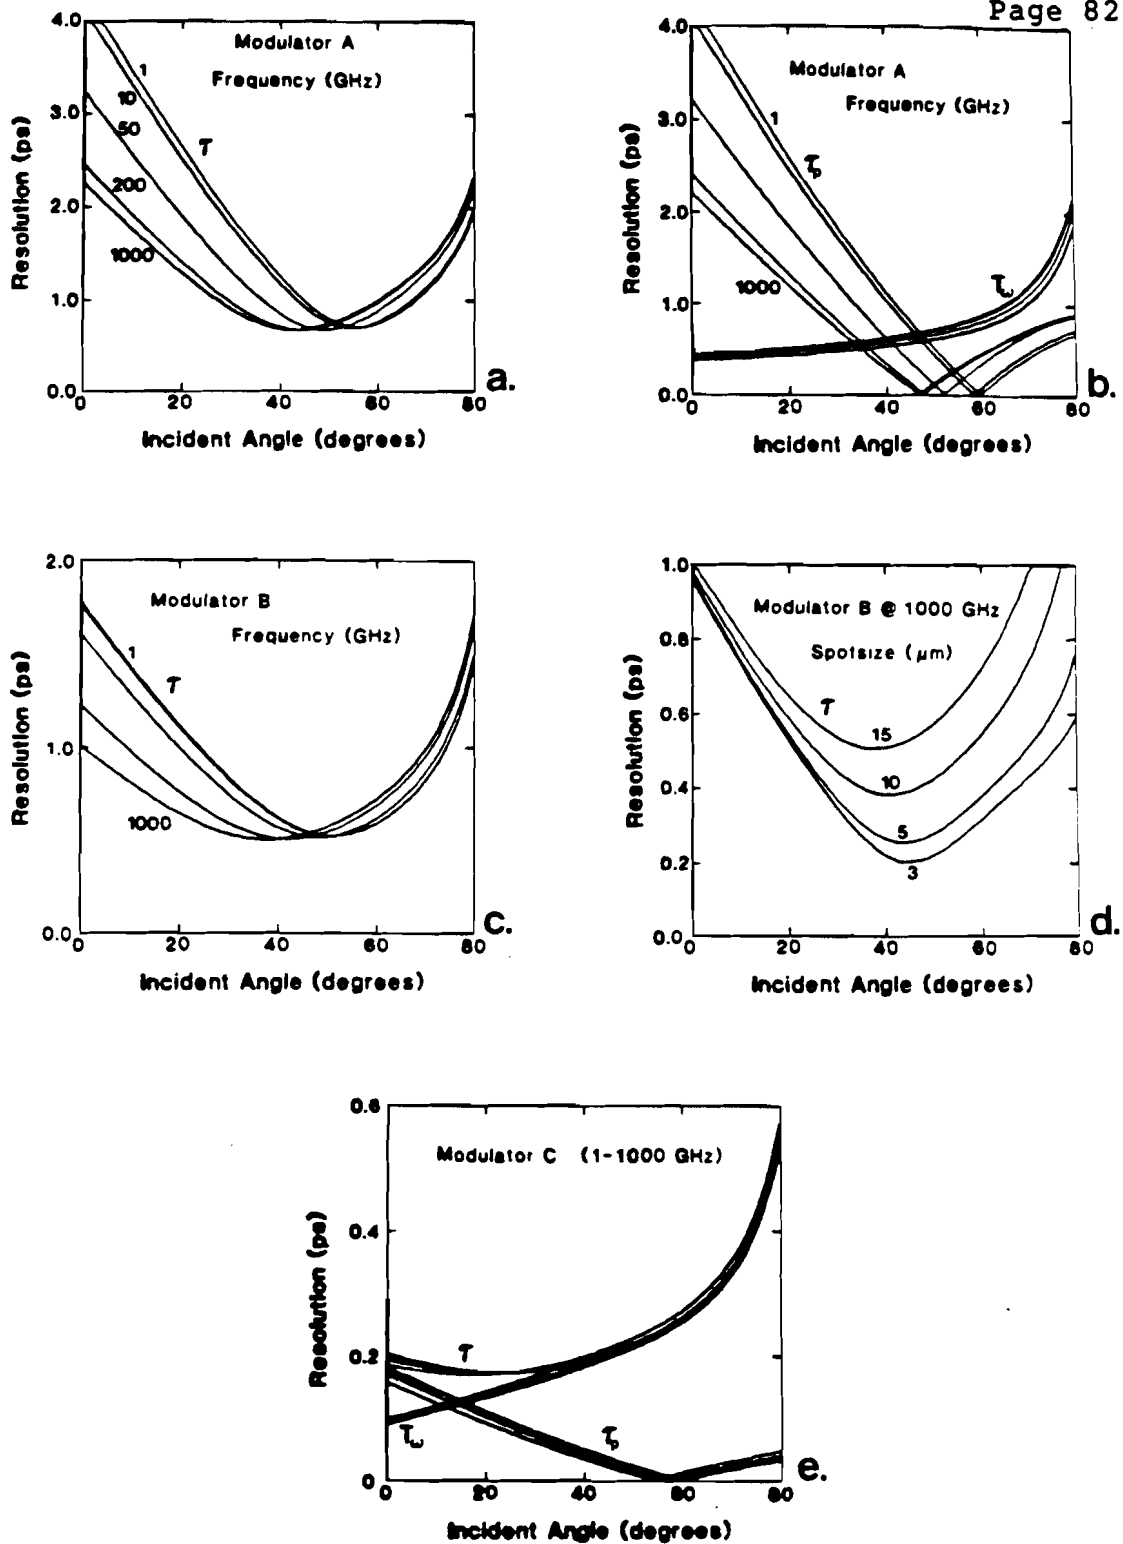 Page 82
4.0
3.0
2.0
1.0
0.0
Resolution (ps)
Modulator A
Frequency (GHz)
1
10
50
200
1000
τ
0 20 40 60 80
Incident Angle (degrees)
a.
4.0
3.0
2.0
1.0
0.0
Resolution (ps)
Modulator A
Frequency (GHz)
1
τp
1000
τω
0 20 40 60 80
Incident Angle (degrees)
b.
2.0
1.0
0.0
Resolution (ps)
Modulator B
Frequency (GHz)
1
τ
1000
0 20 40 60 80
Incident Angle (degrees)
c.
1.0
0.8
0.6
0.4
0.2
0.0
Resolution (ps)
Modulator B @ 1000 GHz
Spotsize (μm)
τ
15
10
5
3
0 20 40 60 80
Incident Angle (degrees)
d.
0.6
0.4
0.2
0
Resolution (ps)
Modulator C (1-1000 GHz)
τ
τω
τp
0 20 40 60 80
Incident Angle (degrees)
e.